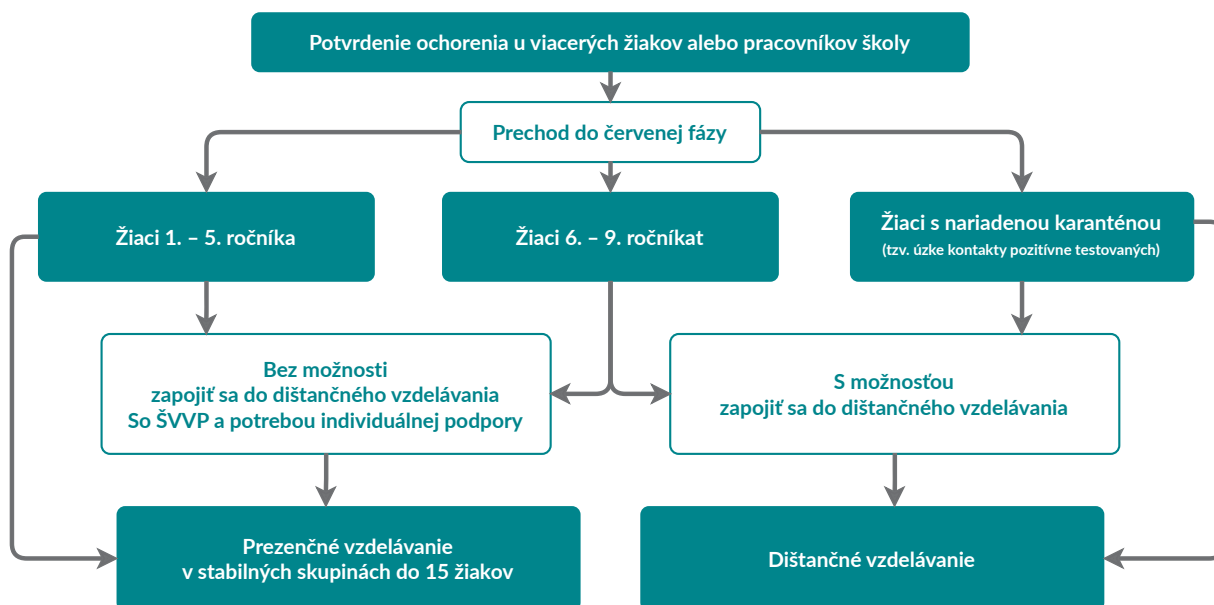 Potvrdenie ochorenia u viacerých žiakov alebo pracovníkov školy
Prechod do červenej fázy
Žiaci 1. – 5. ročníka
Žiaci 6. – 9. ročníkat
Žiaci s nariadenou karanténou
(tzv. úzke kontakty pozitívne testovaných)
Bez možnosti
zapojiť sa do dištančného vzdelávania
So ŠVVP a potrebou individuálnej podpory
S možnosťou
zapojiť sa do dištančného vzdelávania
Prezenčné vzdelávanie
v stabilných skupinách do 15 žiakov
Dištančné vzdelávanie